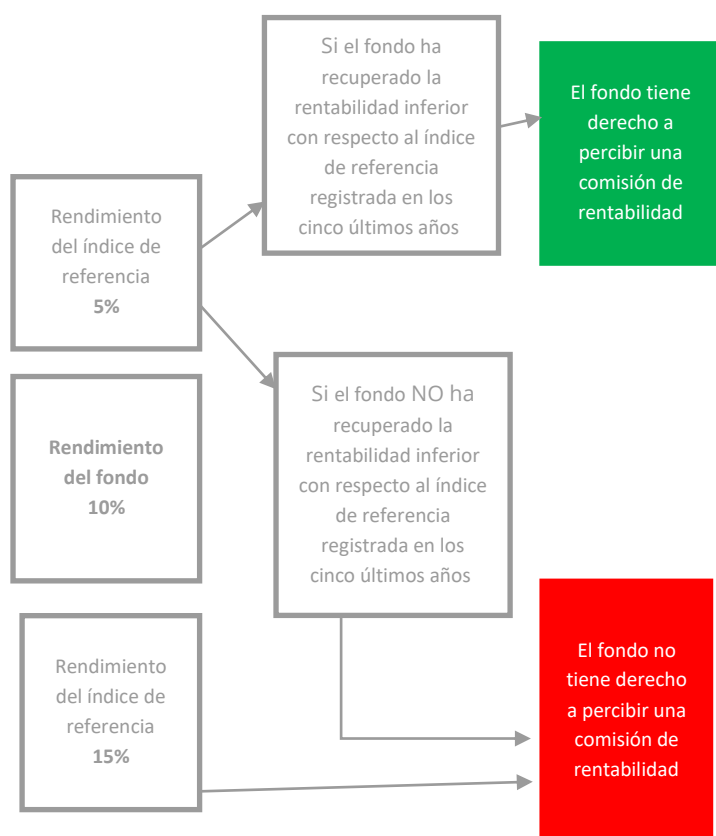 Si el fondo ha
recuperado la
rentabilidad inferior
con respecto al índice
de referencia
registrada en los
cinco últimos años
El fondo tiene
derecho a
percibir una
comisión de
rentabilidad
Rendimiento
del índice de
referencia
5%
Si el fondo NO ha
recuperado la
rentabilidad inferior
con respecto al índice
de referencia
registrada en los
cinco últimos años
Rendimiento
del fondo
10%
Rendimiento
del índice de
referencia
15%
El fondo no
tiene derecho
a percibir una
comisión de
rentabilidad